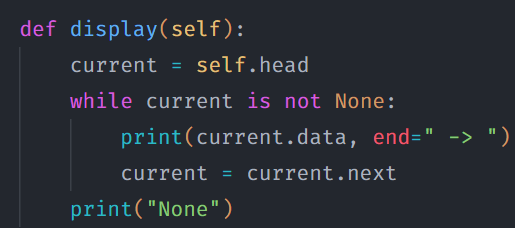 def display(self):
    current = self.head
    while current is not None:
        print(current.data, end=" -> ")
        current = current.next
    print("None")